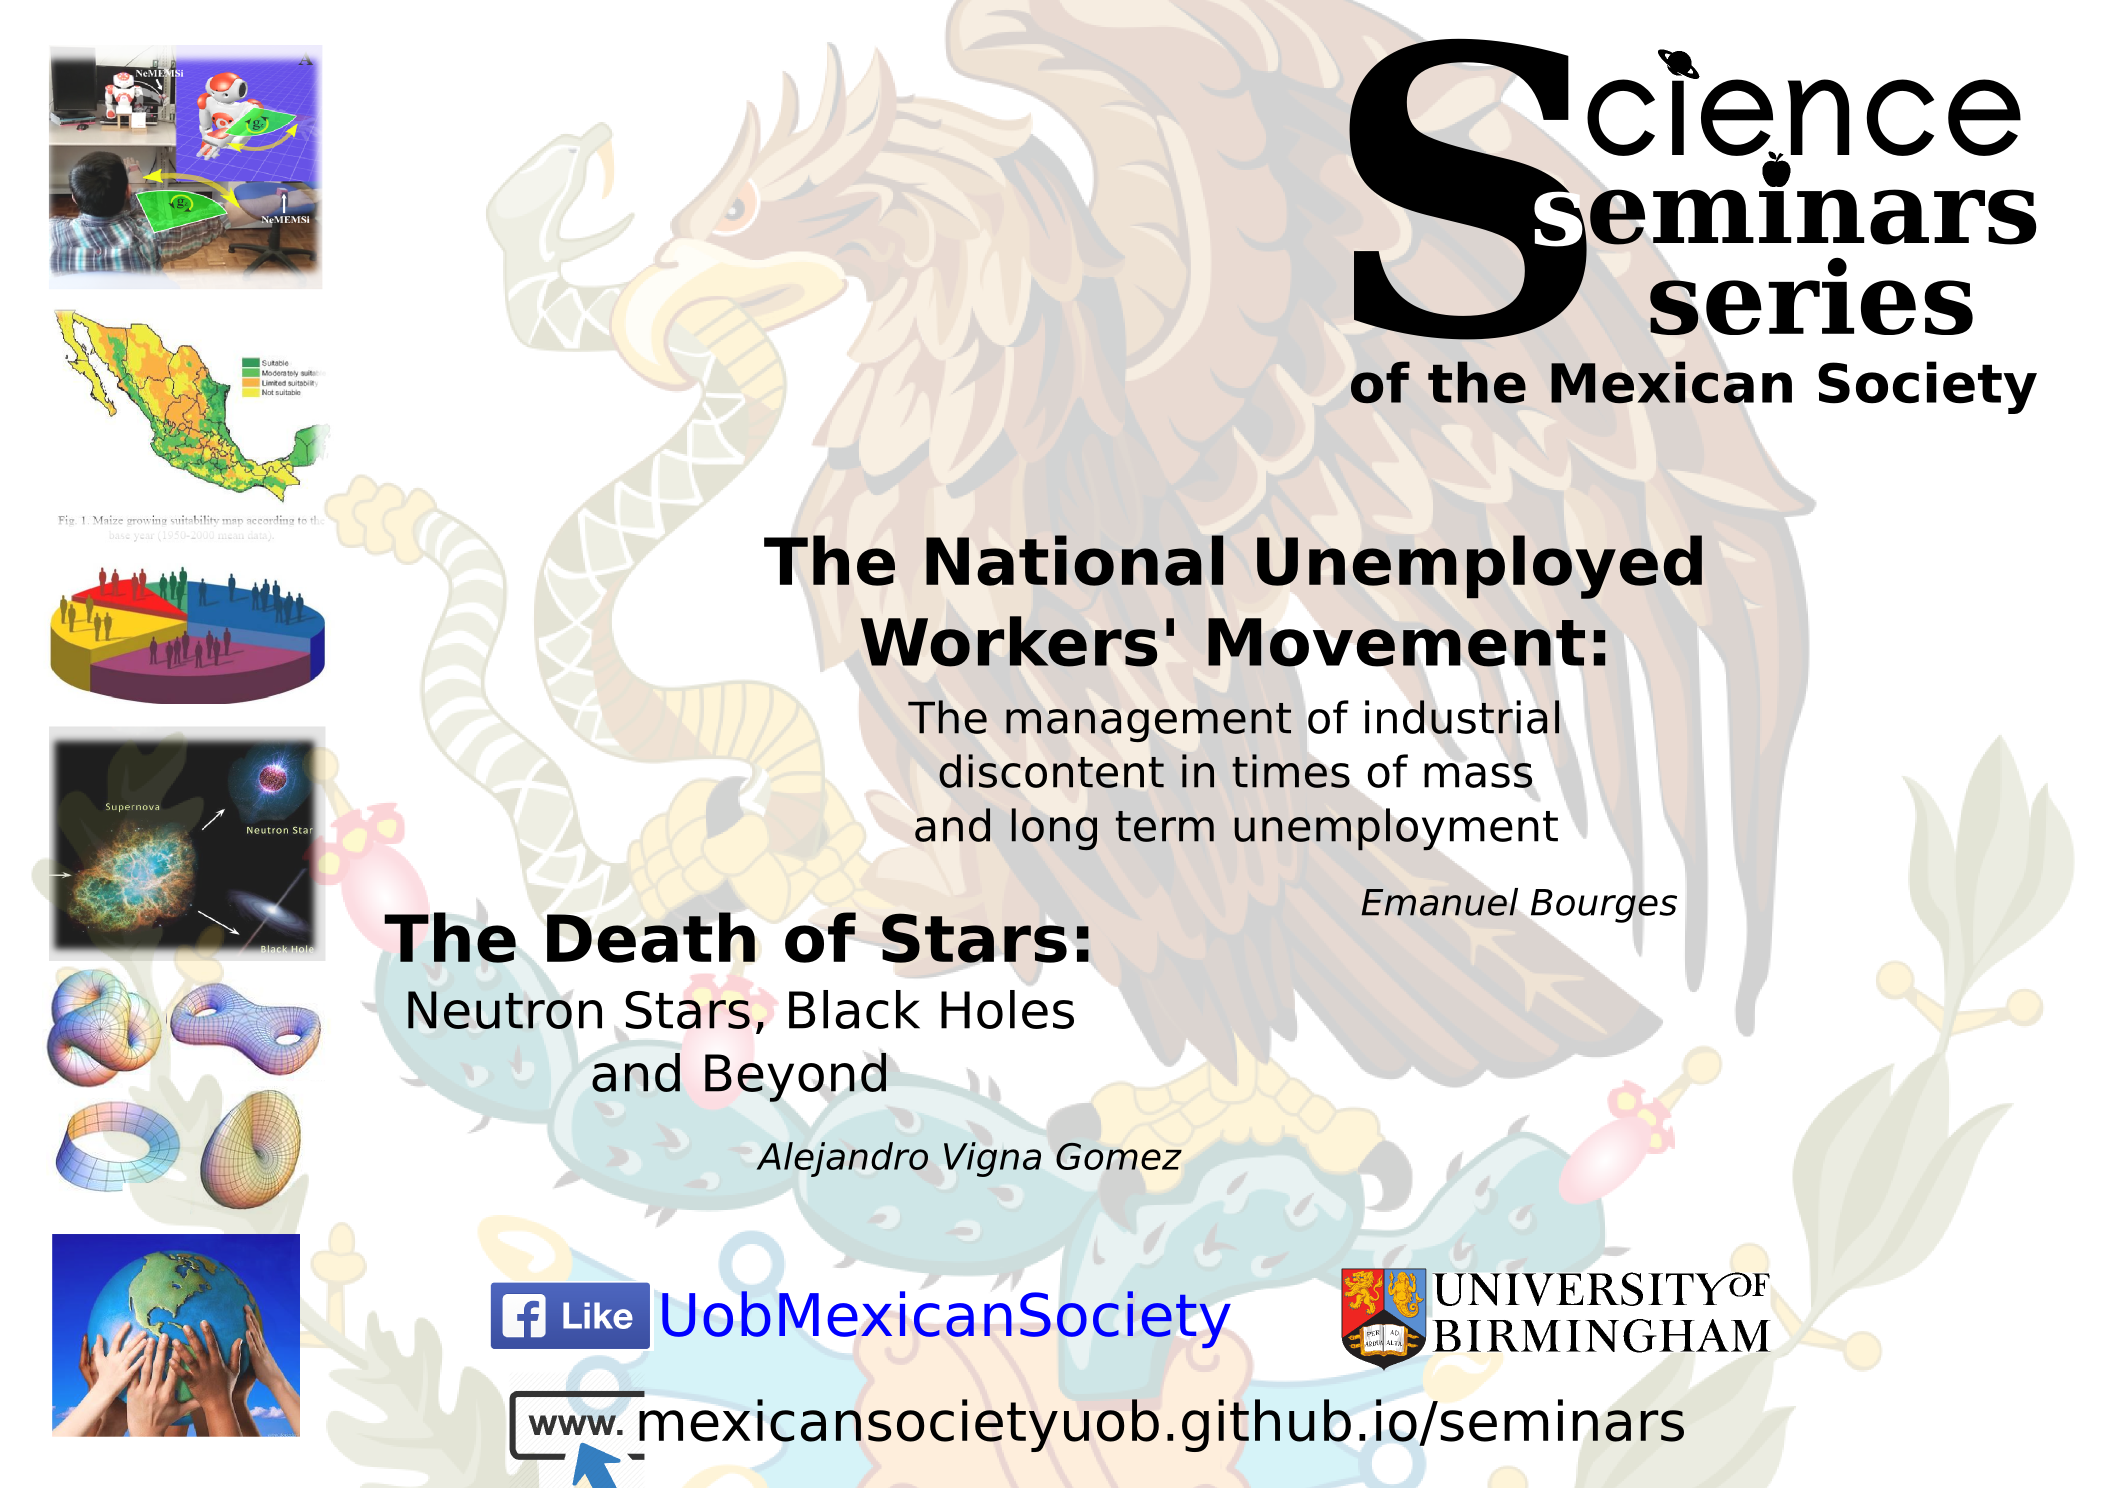 Science
seminars
series
of the Mexican Society
A
NeMEMSi
g
g
NeMEMSi
Suitable
Moderately suitable
Limited suitability
Not suitable
Fig. 1. Maize growing suitability map according to the
base year (1950-2000 mean data).
Supernova
Neutron Star
Black Hole
The National Unemployed
Workers' Movement:
The management of industrial
discontent in times of mass
and long term unemployment
Emanuel Bourges
The Death of Stars:
Neutron Stars, Black Holes
and Beyond
Alejandro Vigna Gomez
f Like UobMexicanSociety
PER AD
ARDUA ALTA
UNIVERSITY OF
BIRMINGHAM
www. mexicansocietyuob.github.io/seminars